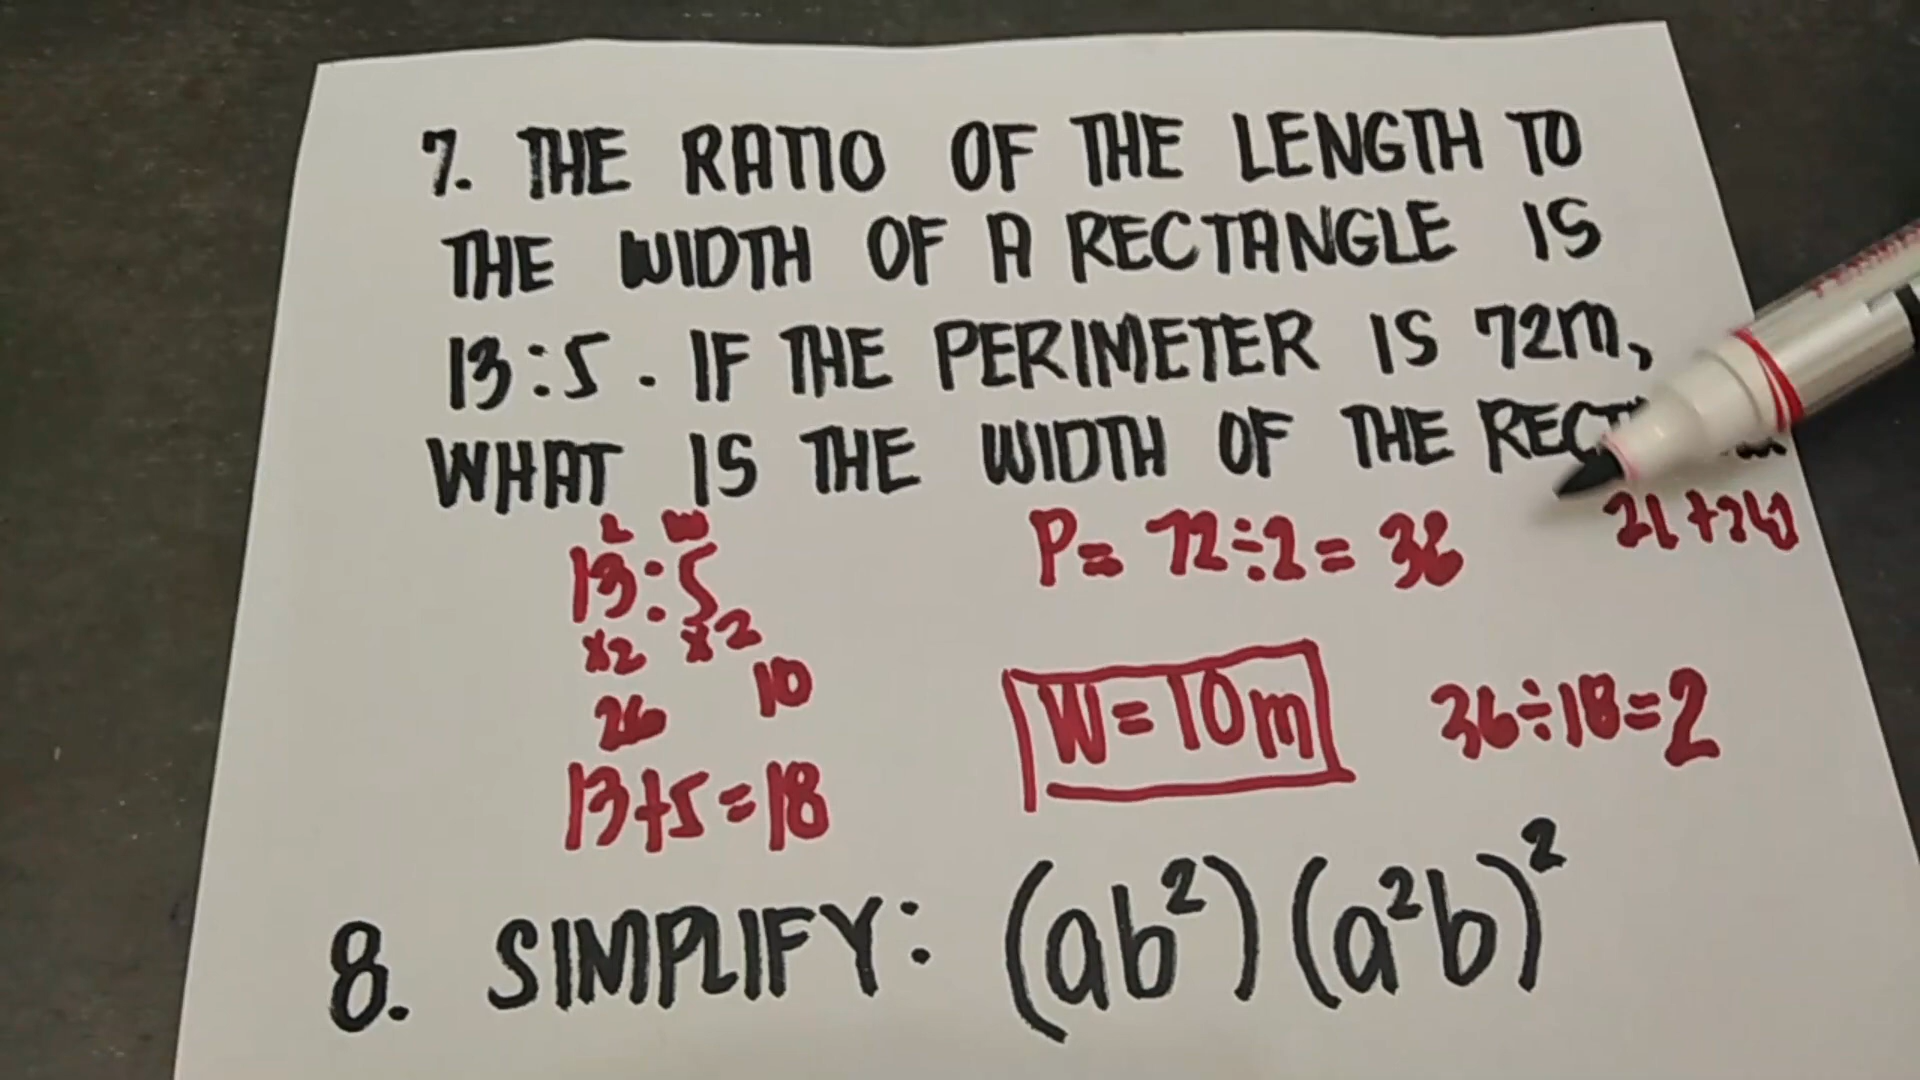 7. THE RATIO OF THE LENGTH TO
THE WIDTH OF A RECTANGLE IS
13:5. IF THE PERIMETER IS 72m,
WHAT IS THE WIDTH OF THE
L W
13:5
P= 72÷2= 36
2L+2W
x2 x2
26 10
W=10m
36÷18=2
13+5=18
8. SIMPLIFY: (ab²)(a²b)²